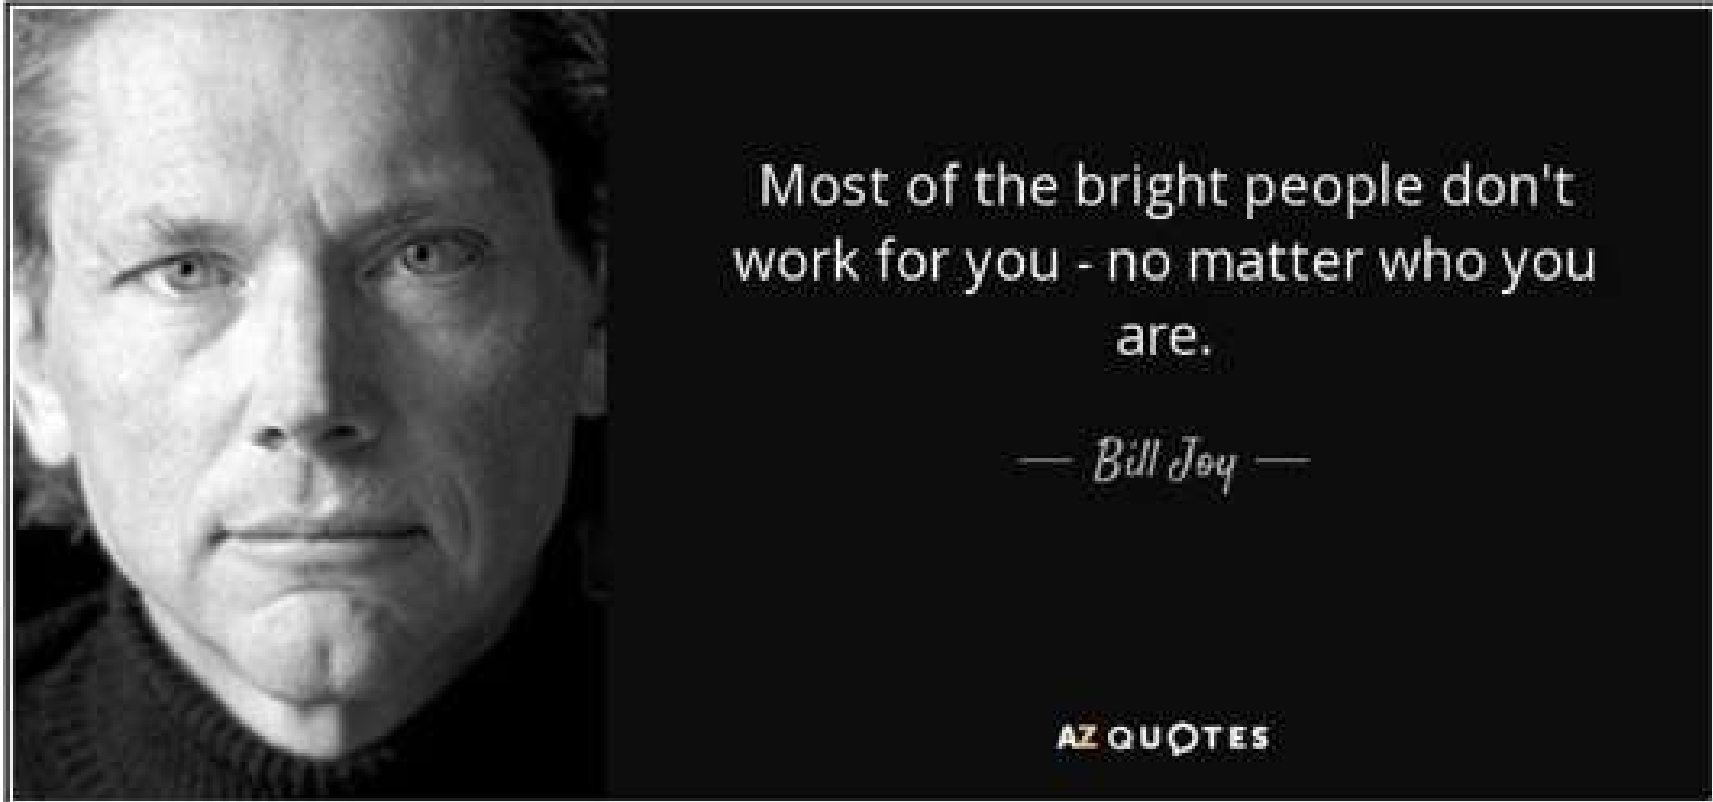 Most of the bright people don't
work for you - no matter who you
are.
— Bill Joy —
AZ QUOTES